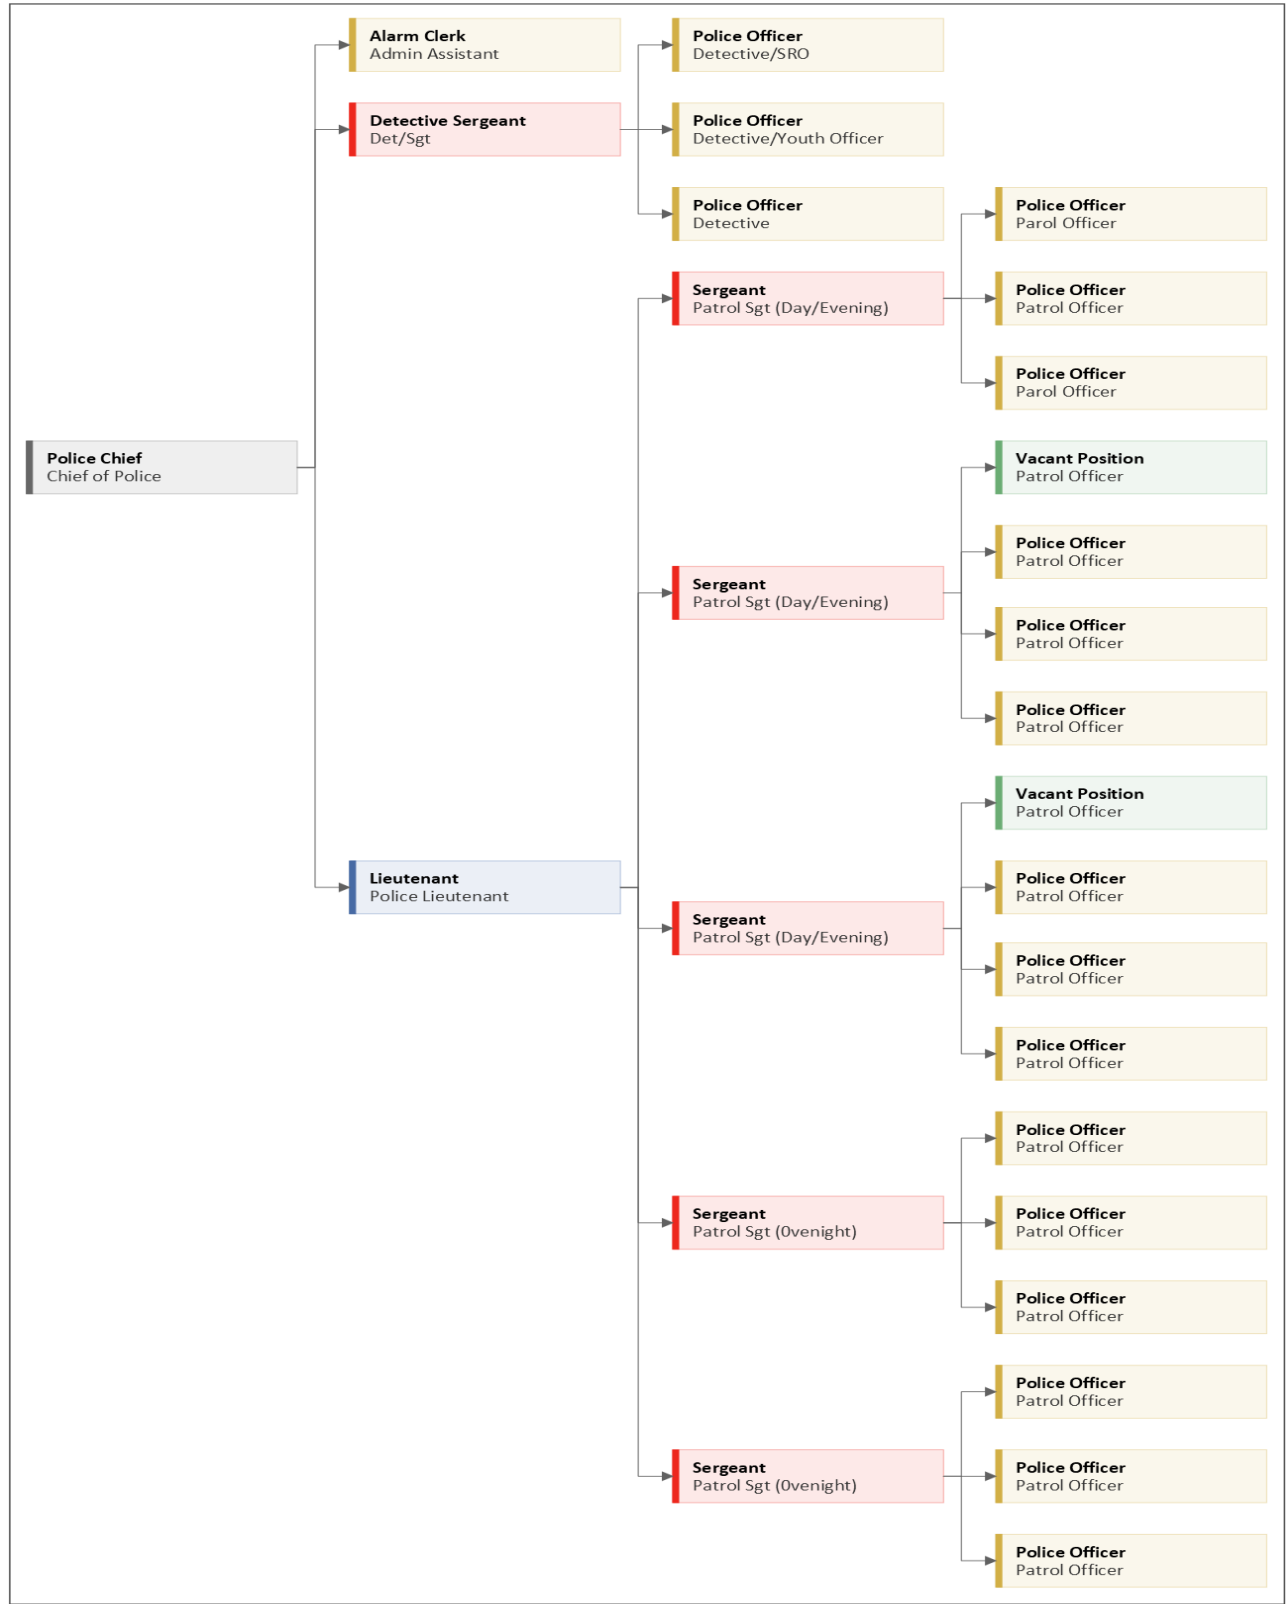 Alarm Clerk
Admin Assistant
Police Officer
Detective/SRO
Detective Sergeant
Det/Sgt
Police Officer
Detective/Youth Officer
Police Officer
Detective
Police Officer
Parol Officer
Sergeant
Patrol Sgt (Day/Evening)
Police Officer
Patrol Officer
Police Officer
Parol Officer
Police Chief
Chief of Police
Vacant Position
Patrol Officer
Police Officer
Patrol Officer
Sergeant
Patrol Sgt (Day/Evening)
Police Officer
Patrol Officer
Police Officer
Patrol Officer
Vacant Position
Patrol Officer
Lieutenant
Police Lieutenant
Police Officer
Patrol Officer
Sergeant
Patrol Sgt (Day/Evening)
Police Officer
Patrol Officer
Police Officer
Patrol Officer
Police Officer
Patrol Officer
Sergeant
Patrol Sgt (0venight)
Police Officer
Patrol Officer
Police Officer
Patrol Officer
Police Officer
Patrol Officer
Sergeant
Patrol Sgt (0venight)
Police Officer
Patrol Officer
Police Officer
Patrol Officer